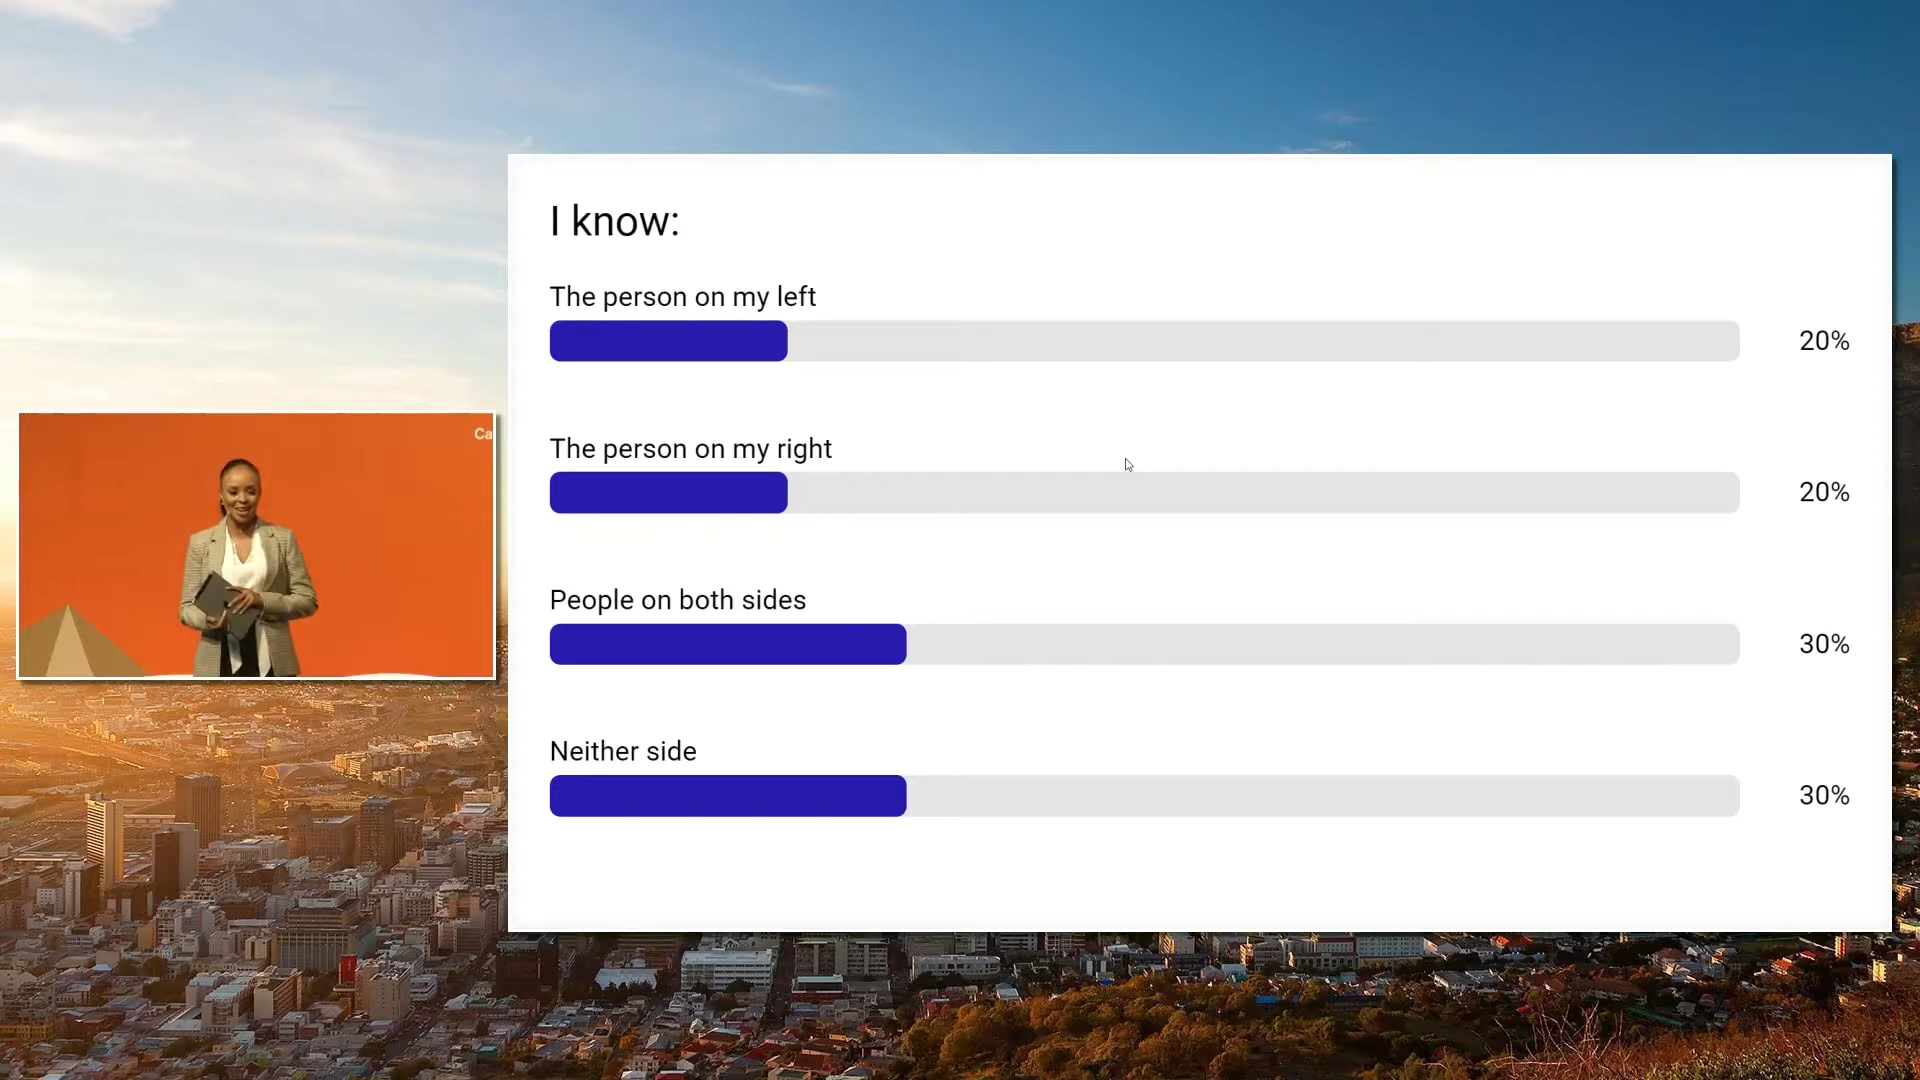 I know:
The person on my left
20%
The person on my right
20%
People on both sides
30%
Neither side
30%
Ca